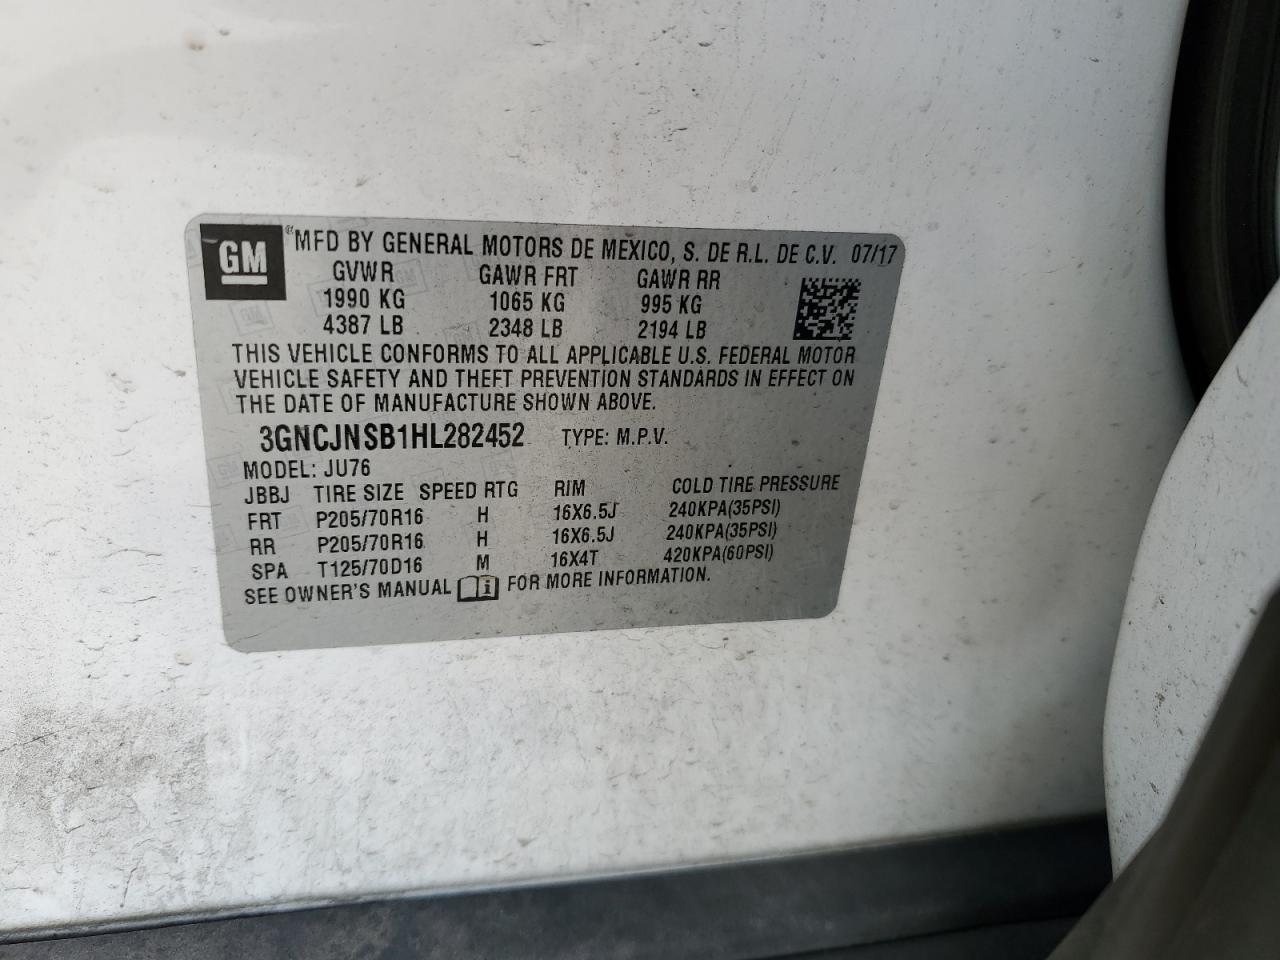 GM ® MFD BY GENERAL MOTORS DE MEXICO, S. DE R.L. DE C.V. 07/17
GVWR GAWR FRT GAWR RR
1990 KG 1065 KG 995 KG
4387 LB 2348 LB 2194 LB
THIS VEHICLE CONFORMS TO ALL APPLICABLE U.S. FEDERAL MOTOR
VEHICLE SAFETY AND THEFT PREVENTION STANDARDS IN EFFECT ON
THE DATE OF MANUFACTURE SHOWN ABOVE.
3GNCJNSB1HL282452 TYPE: M.P.V.
MODEL: JU76
JBBJ TIRE SIZE SPEED RTG RIM COLD TIRE PRESSURE
FRT P205/70R16 H 16X6.5J 240KPA(35PSI)
RR P205/70R16 H 16X6.5J 240KPA(35PSI)
SPA T125/70D16 M 16X4T 420KPA(60PSI)
SEE OWNER'S MANUAL i FOR MORE INFORMATION.